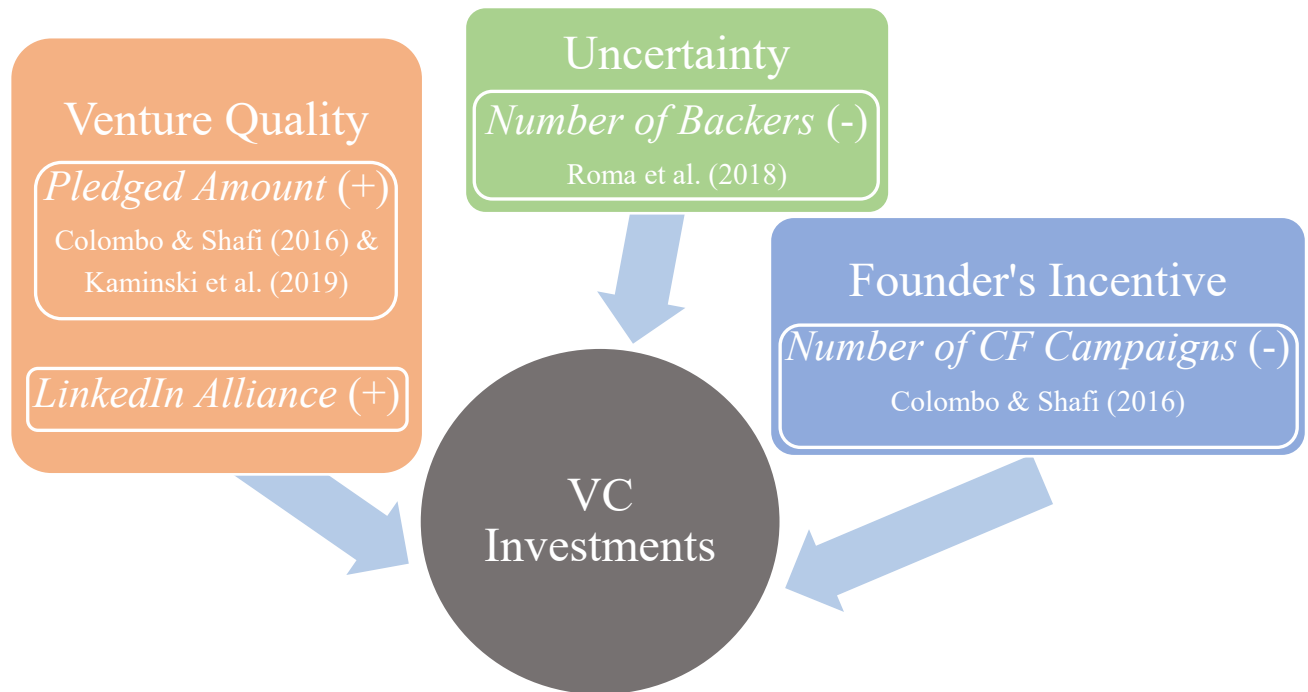 Venture Quality
Pledged Amount (+)
Colombo & Shafi (2016) &
Kaminski et al. (2019)
LinkedIn Alliance (+)
Uncertainty
Number of Backers (-)
Roma et al. (2018)
Founder's Incentive
Number of CF Campaigns (-)
Colombo & Shafi (2016)
VC
Investments